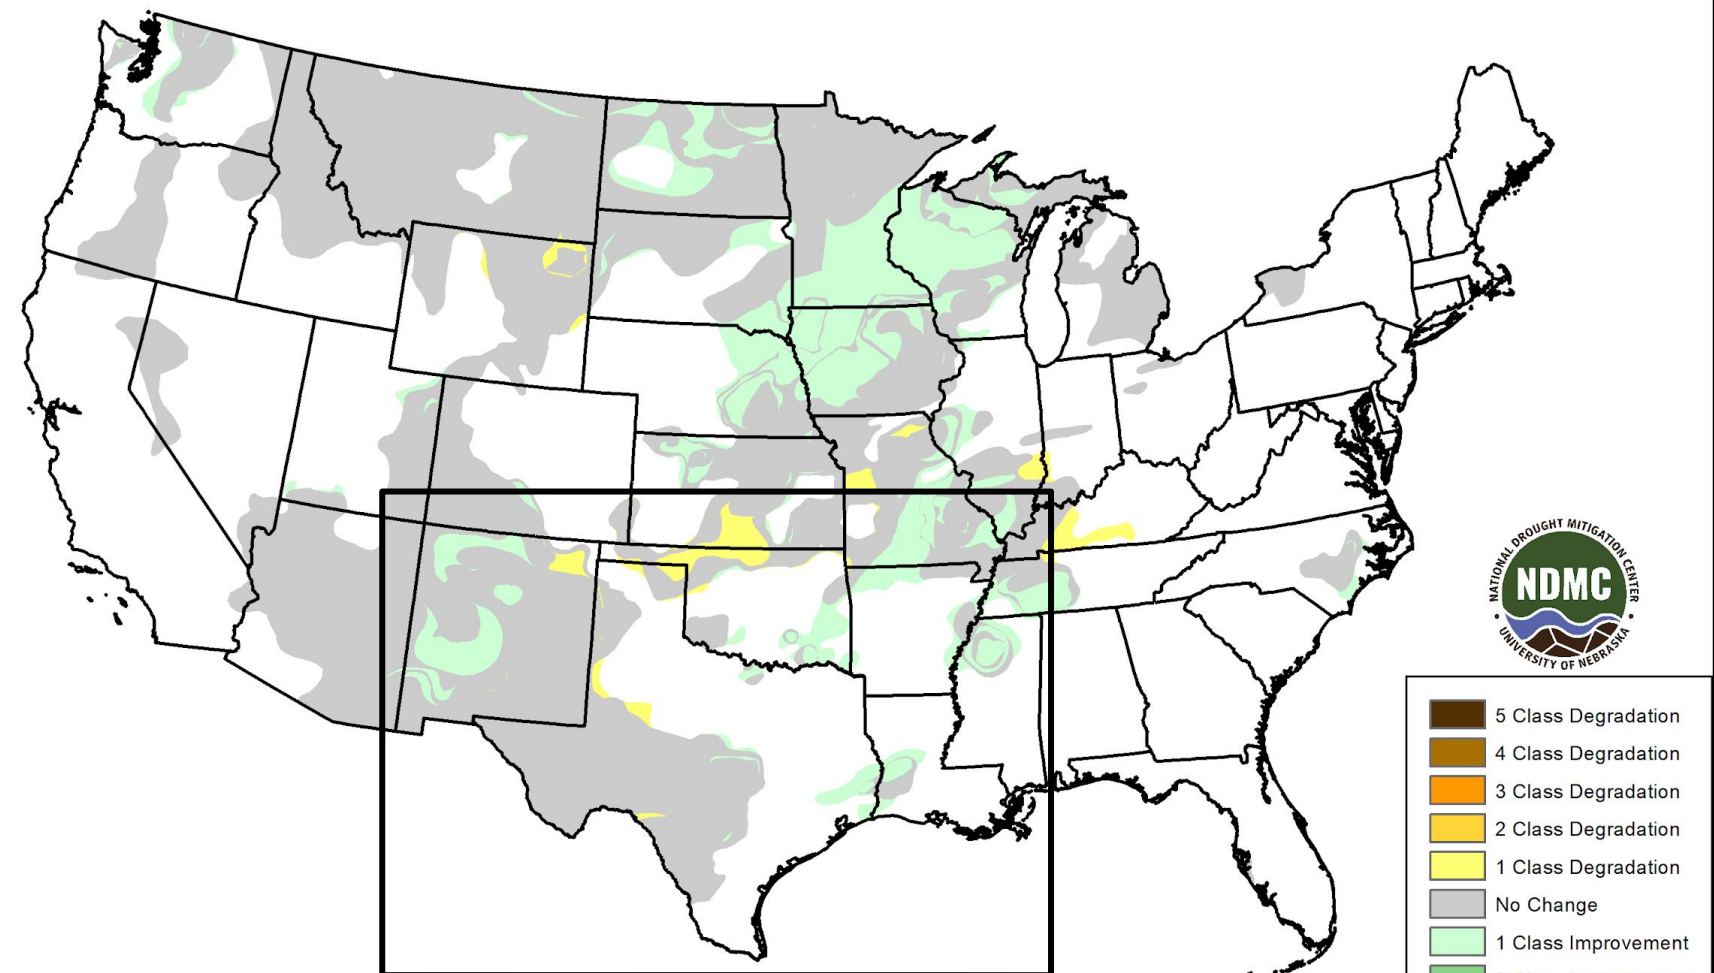 NATIONAL DROUGHT MITIGATION CENTER
NDMC
UNIVERSITY OF NEBRASKA
5 Class Degradation
4 Class Degradation
3 Class Degradation
2 Class Degradation
1 Class Degradation
No Change
1 Class Improvement